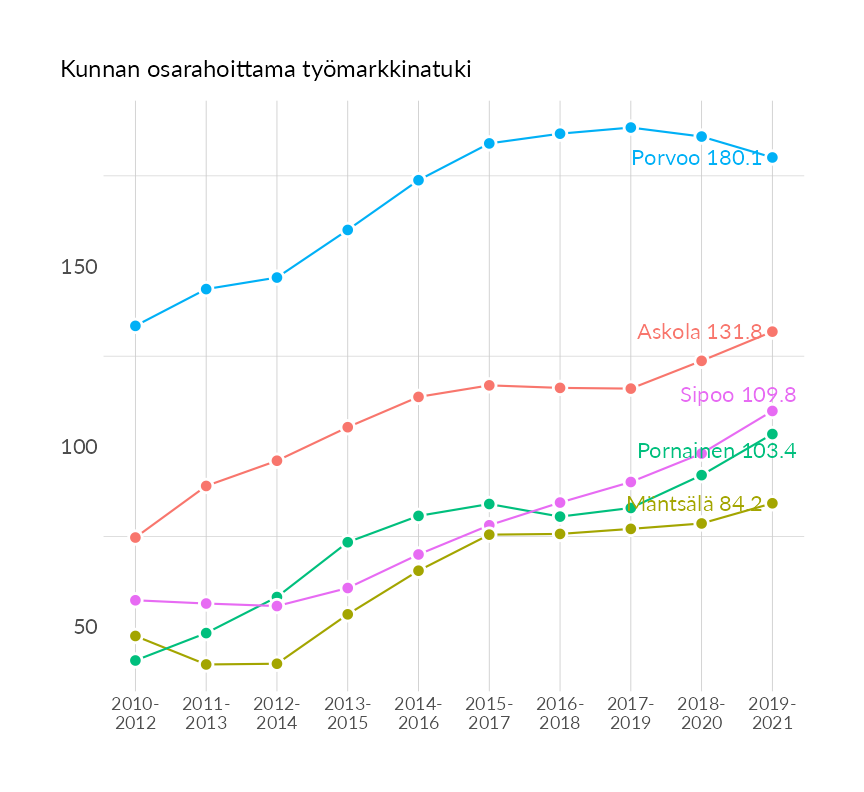 Kunnan osarahoittama työmarkkinatuki
Porvoo 180.1
150
Askola 131.8
Sipoo 109.8
100
Pornainen 103.4
Mäntsälä 84.2
50
2010- 2011- 2012- 2013- 2014- 2015- 2016- 2017- 2018- 2019-
2012 2013 2014 2015 2016 2017 2018 2019 2020 2021